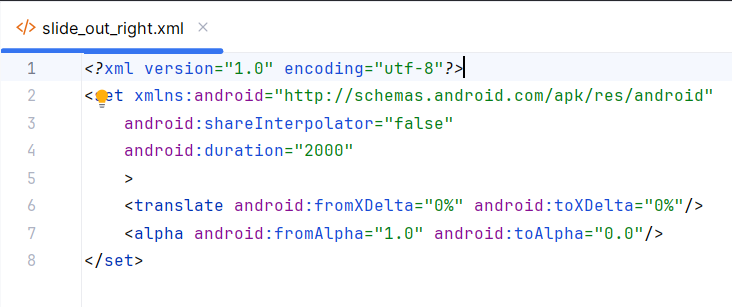 slide_out_right.xml
1 <?xml version="1.0" encoding="utf-8"?>
2 <set xmlns:android="http://schemas.android.com/apk/res/android"
3 android:shareInterpolator="false"
4 android:duration="2000"
5 >
6 <translate android:fromXDelta="0%" android:toXDelta="0%"/>
7 <alpha android:fromAlpha="1.0" android:toAlpha="0.0"/>
8 </set>